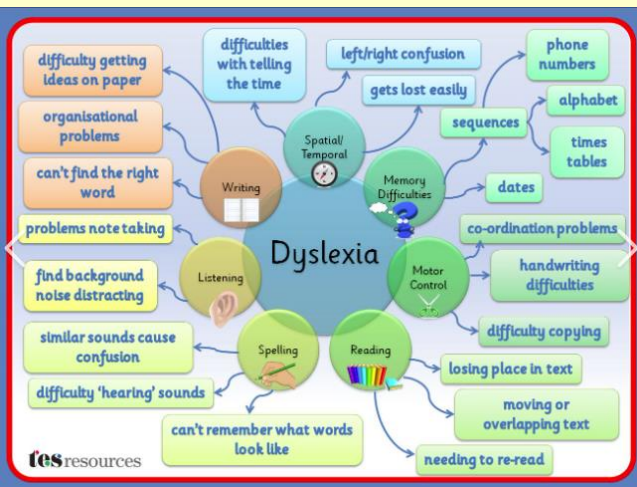 difficulty getting
ideas on paper
organisational
problems
can't find the right
word
Writing
difficulties
with telling
the time
left/right confusion
gets lost easily
Spatial/
Temporal
phone
numbers
alphabet
sequences
times
tables
dates
Memory
Difficulties
Dyslexia
problems note taking
find background
noise distracting
Listening
co-ordination problems
handwriting
difficulties
difficulty copying
Motor
Control
similar sounds cause
confusion
difficulty 'hearing' sounds
can't remember what words
look like
Spelling
Reading
losing place in text
moving or
overlapping text
needing to re-read
tes resources